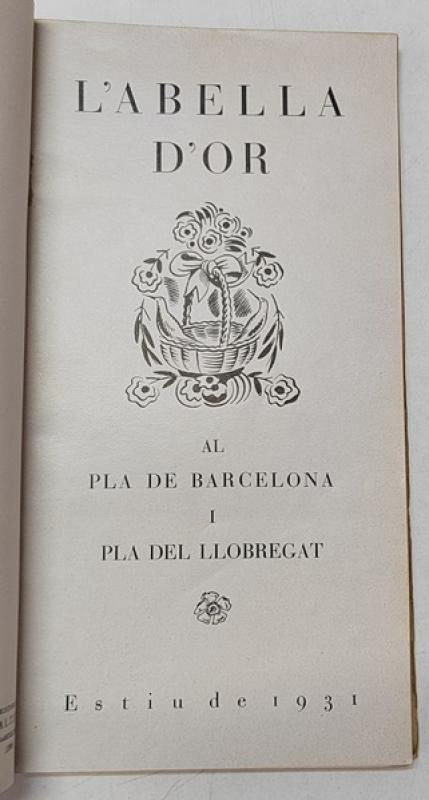 L'ABELLA
D'OR
AL
PLA DE BARCELONA
I
PLA DEL LLOBREGAT
Estiu de 1931